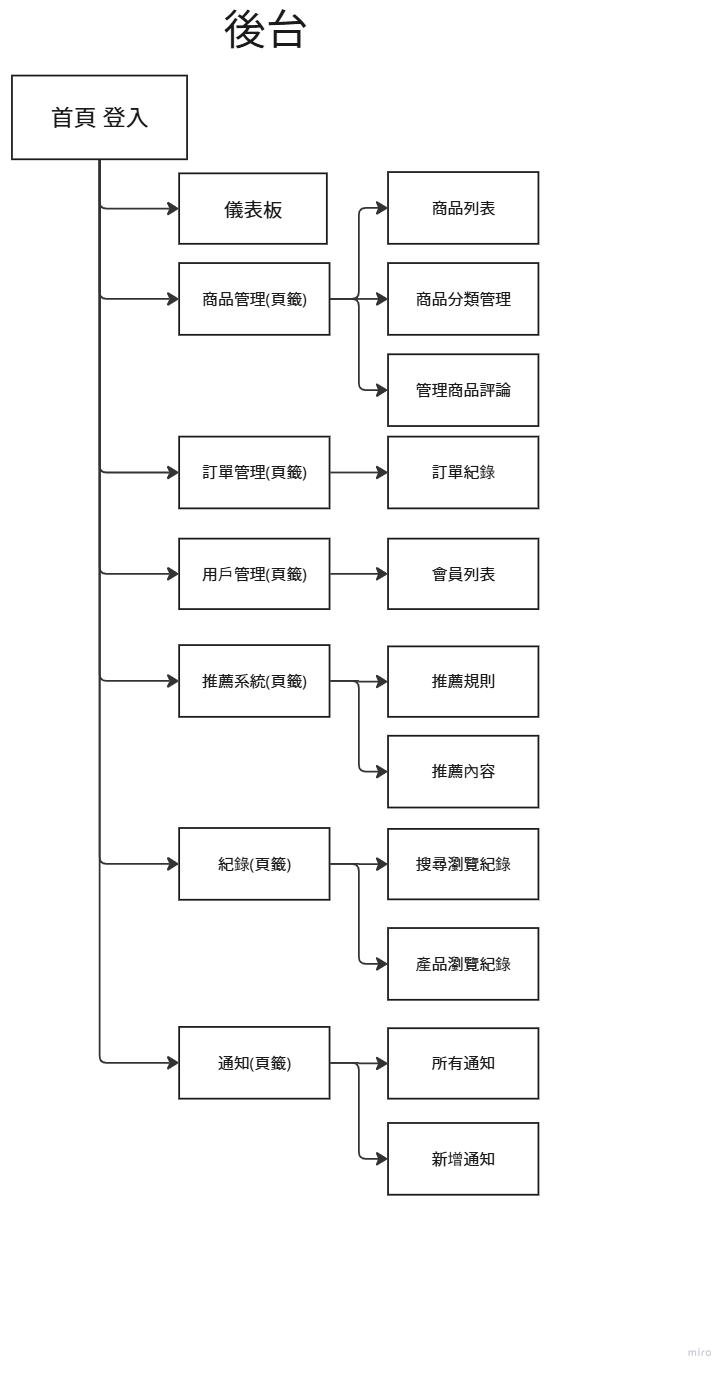 後台
首頁 登入
儀表板
商品列表
商品管理(頁籤)
商品分類管理
管理商品評論
訂單管理(頁籤)
訂單紀錄
用戶管理(頁籤)
會員列表
推薦系統(頁籤)
推薦規則
推薦內容
紀錄(頁籤)
搜尋瀏覽紀錄
產品瀏覽紀錄
通知(頁籤)
所有通知
新增通知
miro